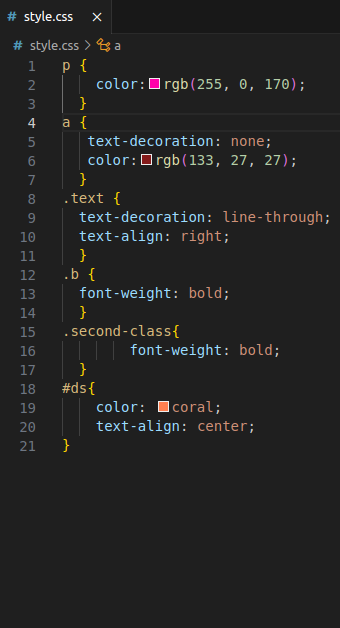 # style.css ×
# style.css > a
1 p {
2     color: rgb(255, 0, 170);
3   }
4 a {
5    text-decoration: none;
6    color: rgb(133, 27, 27);
7   }
8 .text {
9   text-decoration: line-through;
10   text-align: right;
11   }
12 .b {
13   font-weight: bold;
14   }
15 .second-class{
16         font-weight: bold;
17   }
18 #ds{
19     color: coral;
20     text-align: center;
21 }